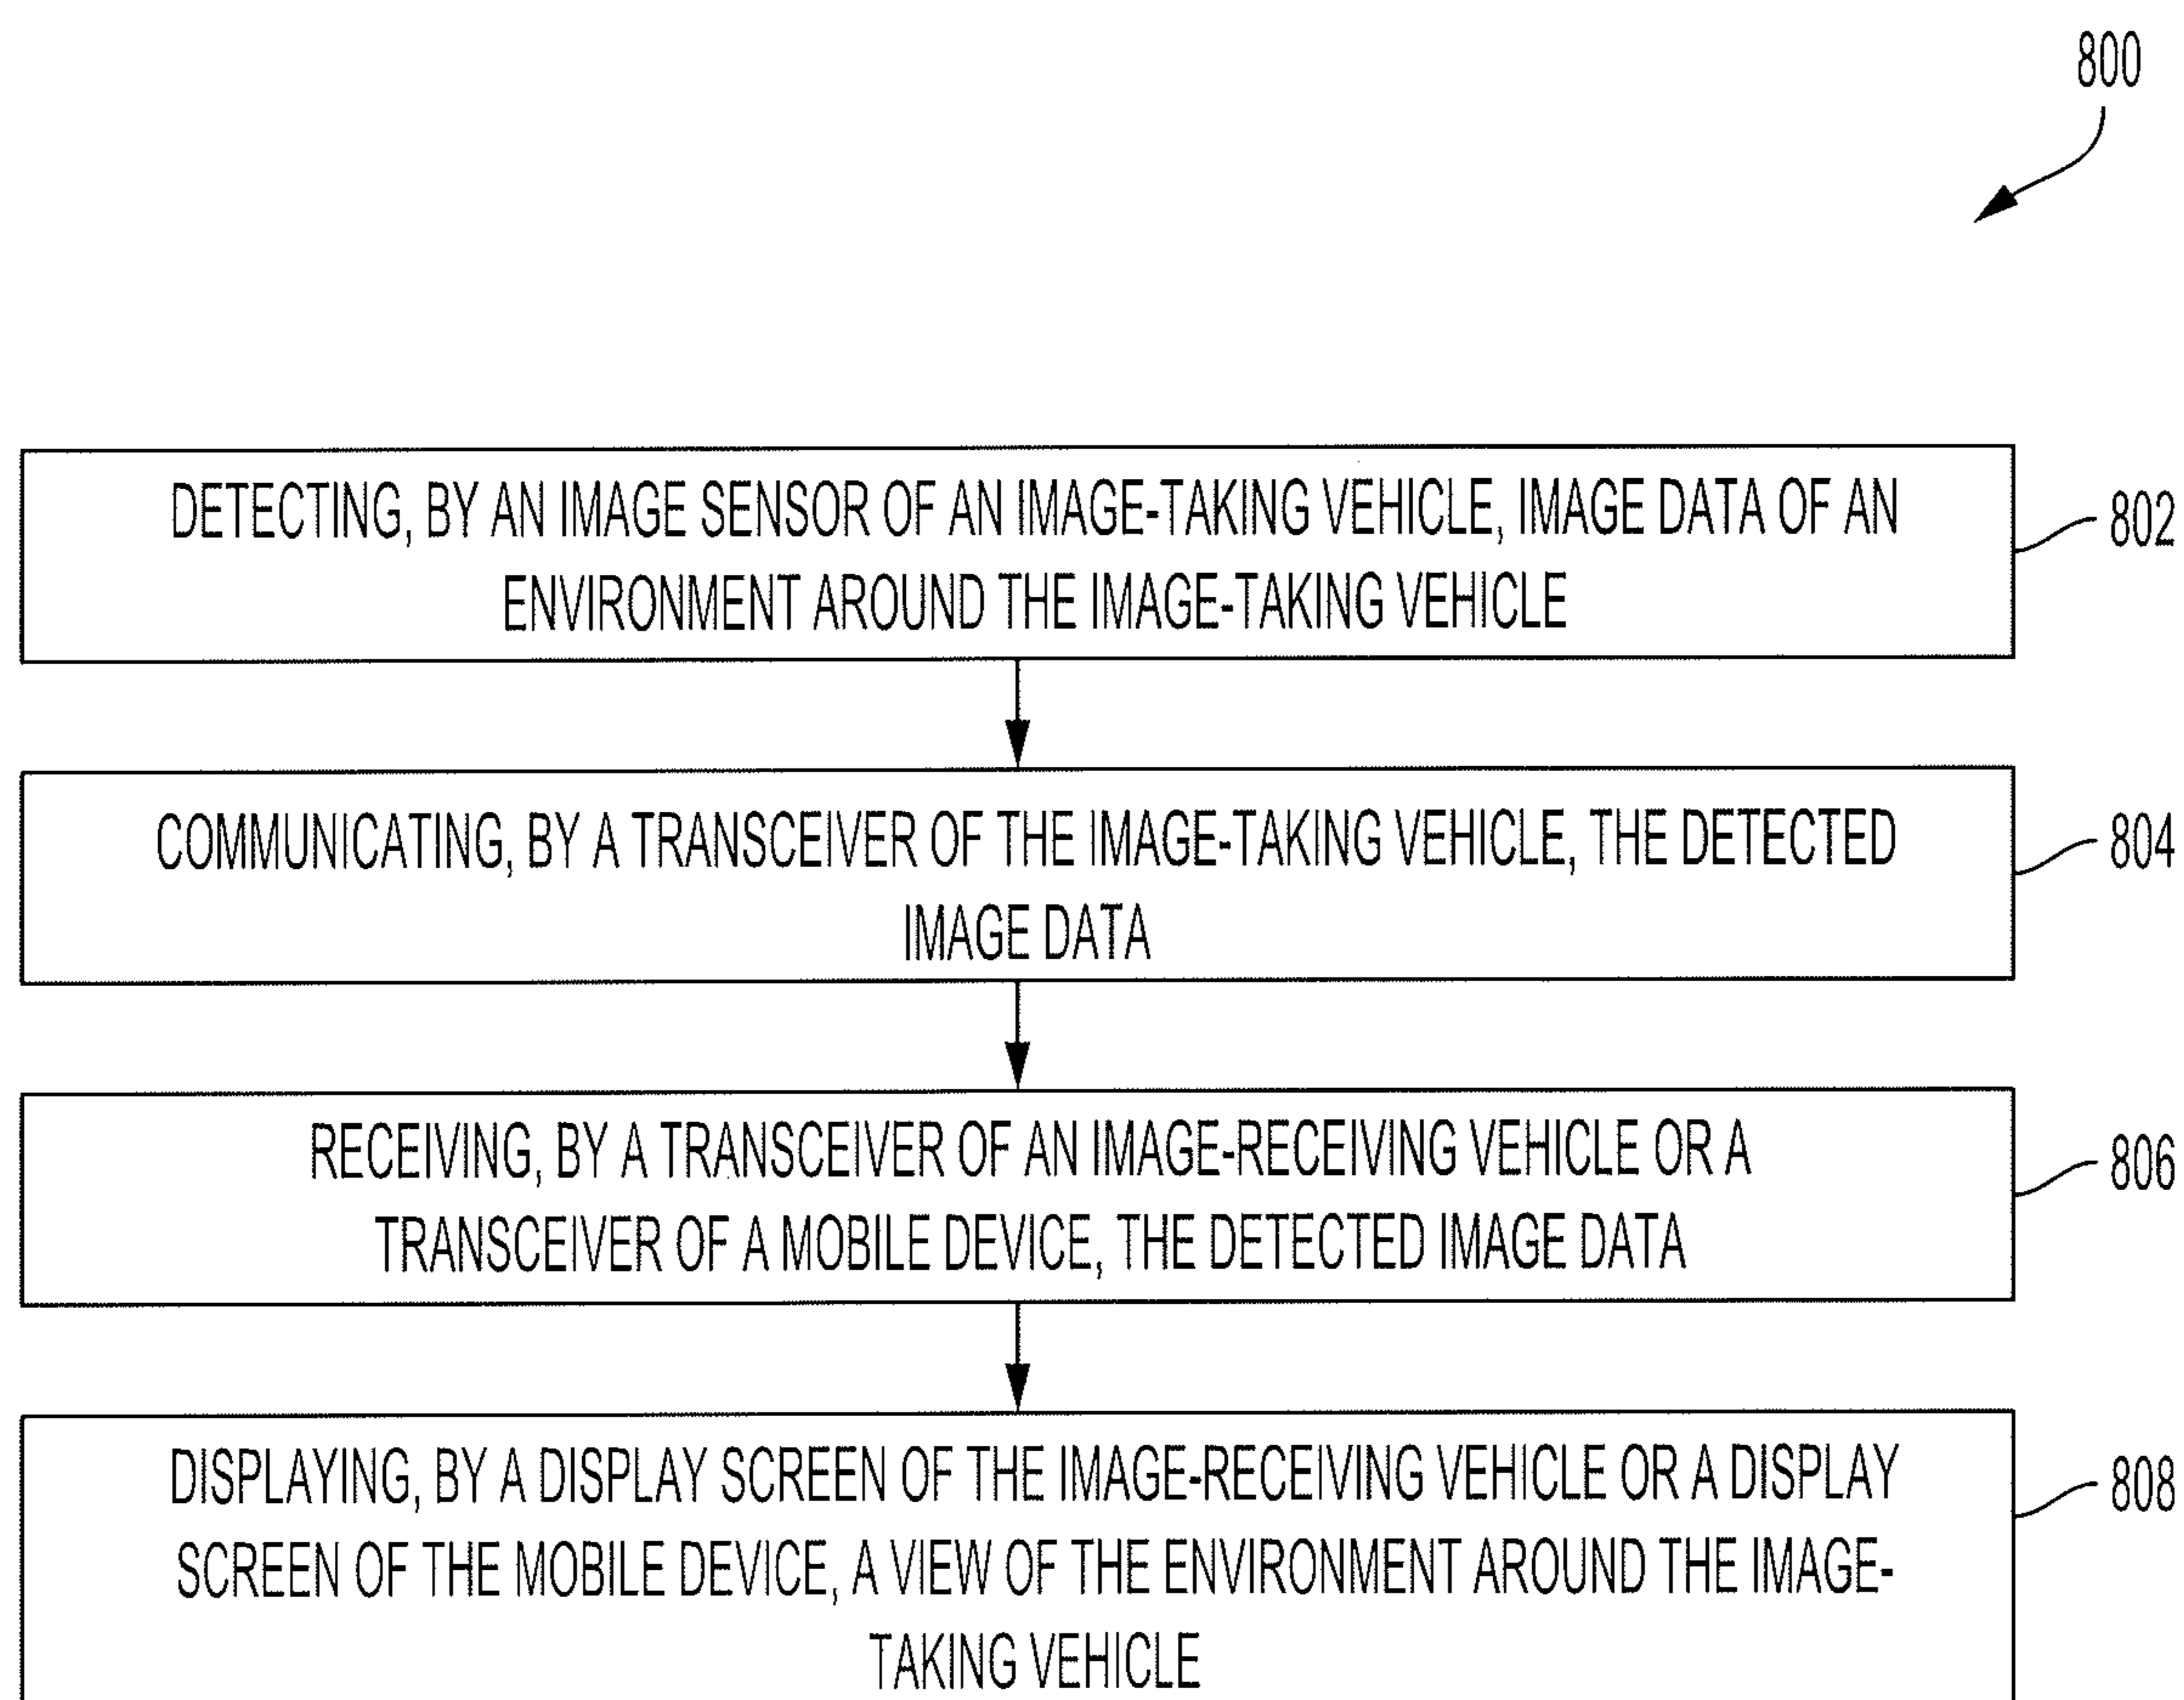 800
DETECTING, BY AN IMAGE SENSOR OF AN IMAGE-TAKING VEHICLE, IMAGE DATA OF AN
ENVIRONMENT AROUND THE IMAGE-TAKING VEHICLE
802
COMMUNICATING, BY A TRANSCEIVER OF THE IMAGE-TAKING VEHICLE, THE DETECTED
IMAGE DATA
804
RECEIVING, BY A TRANSCEIVER OF AN IMAGE-RECEIVING VEHICLE OR A
TRANSCEIVER OF A MOBILE DEVICE, THE DETECTED IMAGE DATA
806
DISPLAYING, BY A DISPLAY SCREEN OF THE IMAGE-RECEIVING VEHICLE OR A DISPLAY
SCREEN OF THE MOBILE DEVICE, A VIEW OF THE ENVIRONMENT AROUND THE IMAGE-
TAKING VEHICLE
808